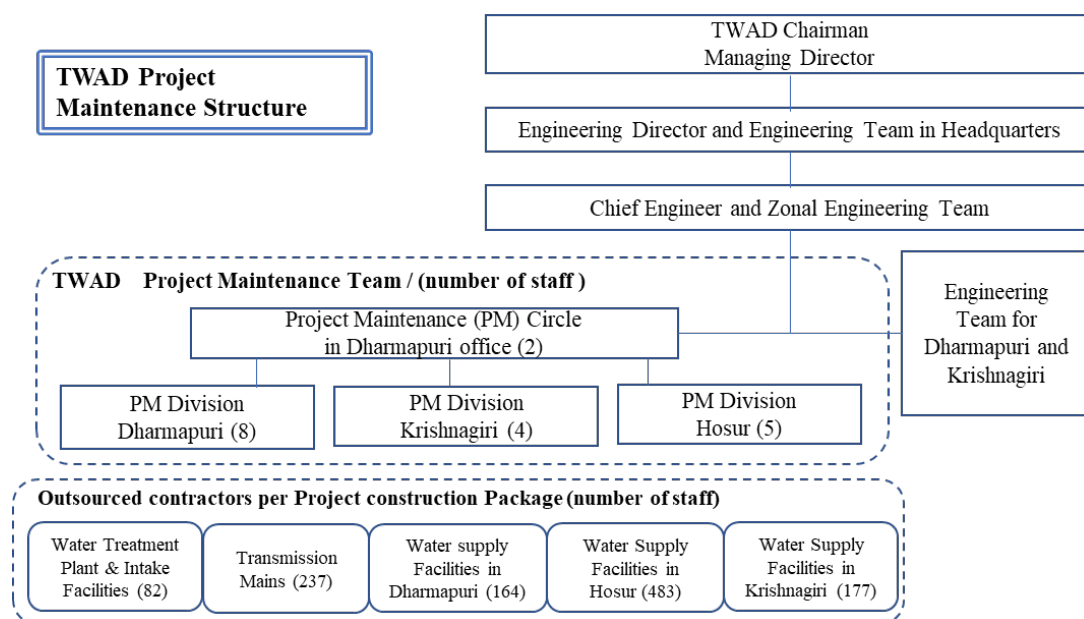 TWAD Project
Maintenance Structure
TWAD Chairman
Managing Director
Engineering Director and Engineering Team in Headquarters
Chief Engineer and Zonal Engineering Team
TWAD Project Maintenance Team / (number of staff )
Project Maintenance (PM) Circle
in Dharmapuri office (2)
Engineering
Team for
Dharmapuri and
Krishnagiri
PM Division
Dharmapuri (8)
PM Division
Krishnagiri (4)
PM Division
Hosur (5)
Outsourced contractors per Project construction Package (number of staff)
Water Treatment
Plant & Intake
Facilities (82)
Transmission
Mains (237)
Water supply
Facilities in
Dharmapuri (164)
Water Supply
Facilities in
Hosur (483)
Water Supply
Facilities in
Krishnagiri (177)